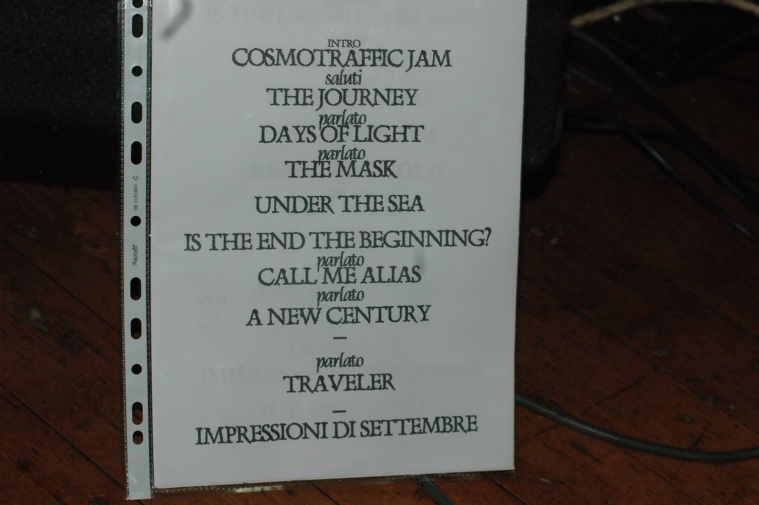 INTRO
COSMOTRAFFIC JAM
saluti
THE JOURNEY
parlato
DAYS OF LIGHT
parlato
THE MASK
UNDER THE SEA
IS THE END THE BEGINNING?
parlato
CALL ME ALIAS
parlato
A NEW CENTURY
–
parlato
TRAVELER
–
IMPRESSIONI DI SETTEMBRE